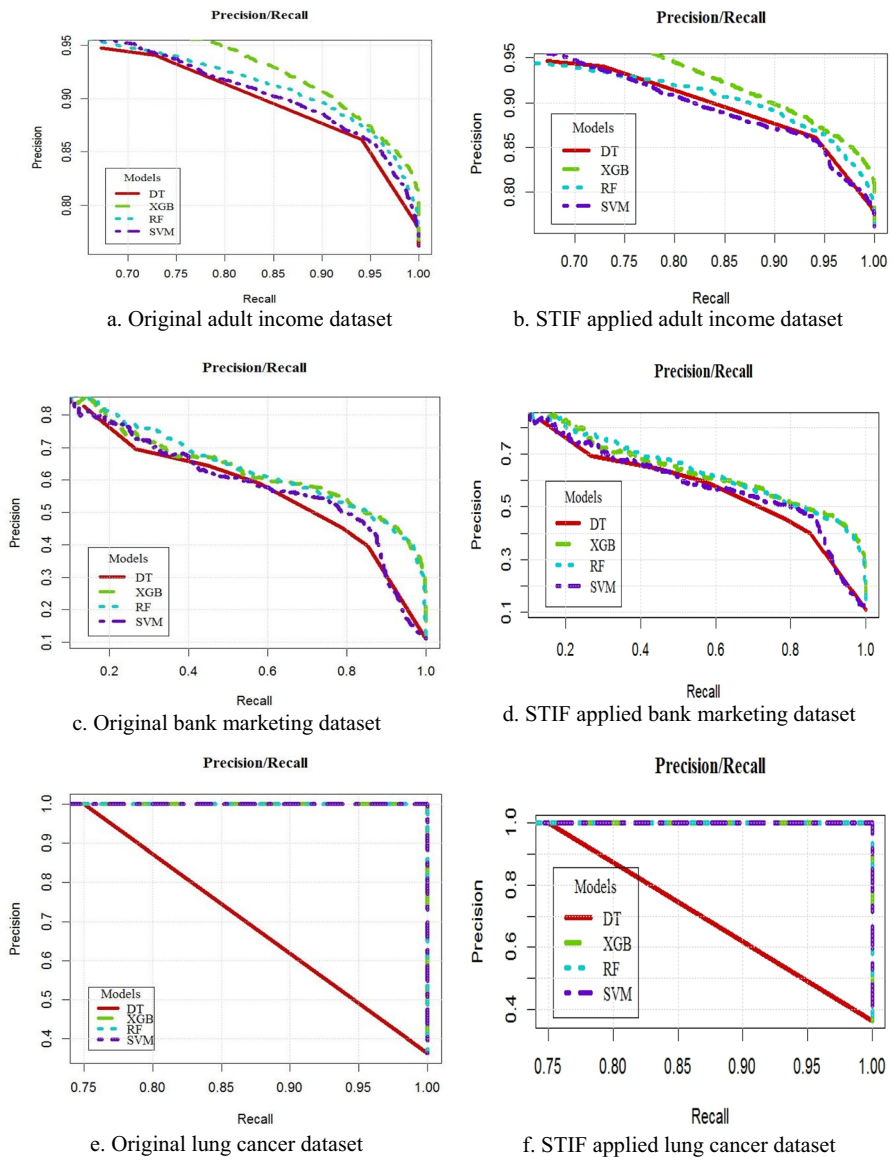 Precision/Recall
Precision
0.95
0.90
0.85
0.80
Models
DT
XGB
RF
SVM
0.70 0.75 0.80 0.85 0.90 0.95 1.00
Recall
a. Original adult income dataset
Precision/Recall
Precision
0.95
0.90
0.85
0.80
Models
DT
XGB
RF
SVM
0.70 0.75 0.80 0.85 0.90 0.95 1.00
Recall
b. STIF applied adult income dataset
Precision/Recall
Precision
0.8
0.7
0.6
0.5
0.4
0.3
0.2
0.1
Models
DT
XGB
RF
SVM
0.2 0.4 0.6 0.8 1.0
Recall
c. Original bank marketing dataset
Precision/Recall
Precision
0.7
0.5
0.3
0.1
Models
DT
XGB
RF
SVM
0.2 0.4 0.6 0.8 1.0
Recall
d. STIF applied bank marketing dataset
Precision/Recall
Precision
1.0
0.9
0.8
0.7
0.6
0.5
0.4
Models
DT
XGB
RF
SVM
0.75 0.80 0.85 0.90 0.95 1.00
Recall
e. Original lung cancer dataset
Precision/Recall
Precision
1.0
0.8
0.6
0.4
Models
DT
XGB
RF
SVM
0.75 0.80 0.85 0.90 0.95 1.00
Recall
f. STIF applied lung cancer dataset